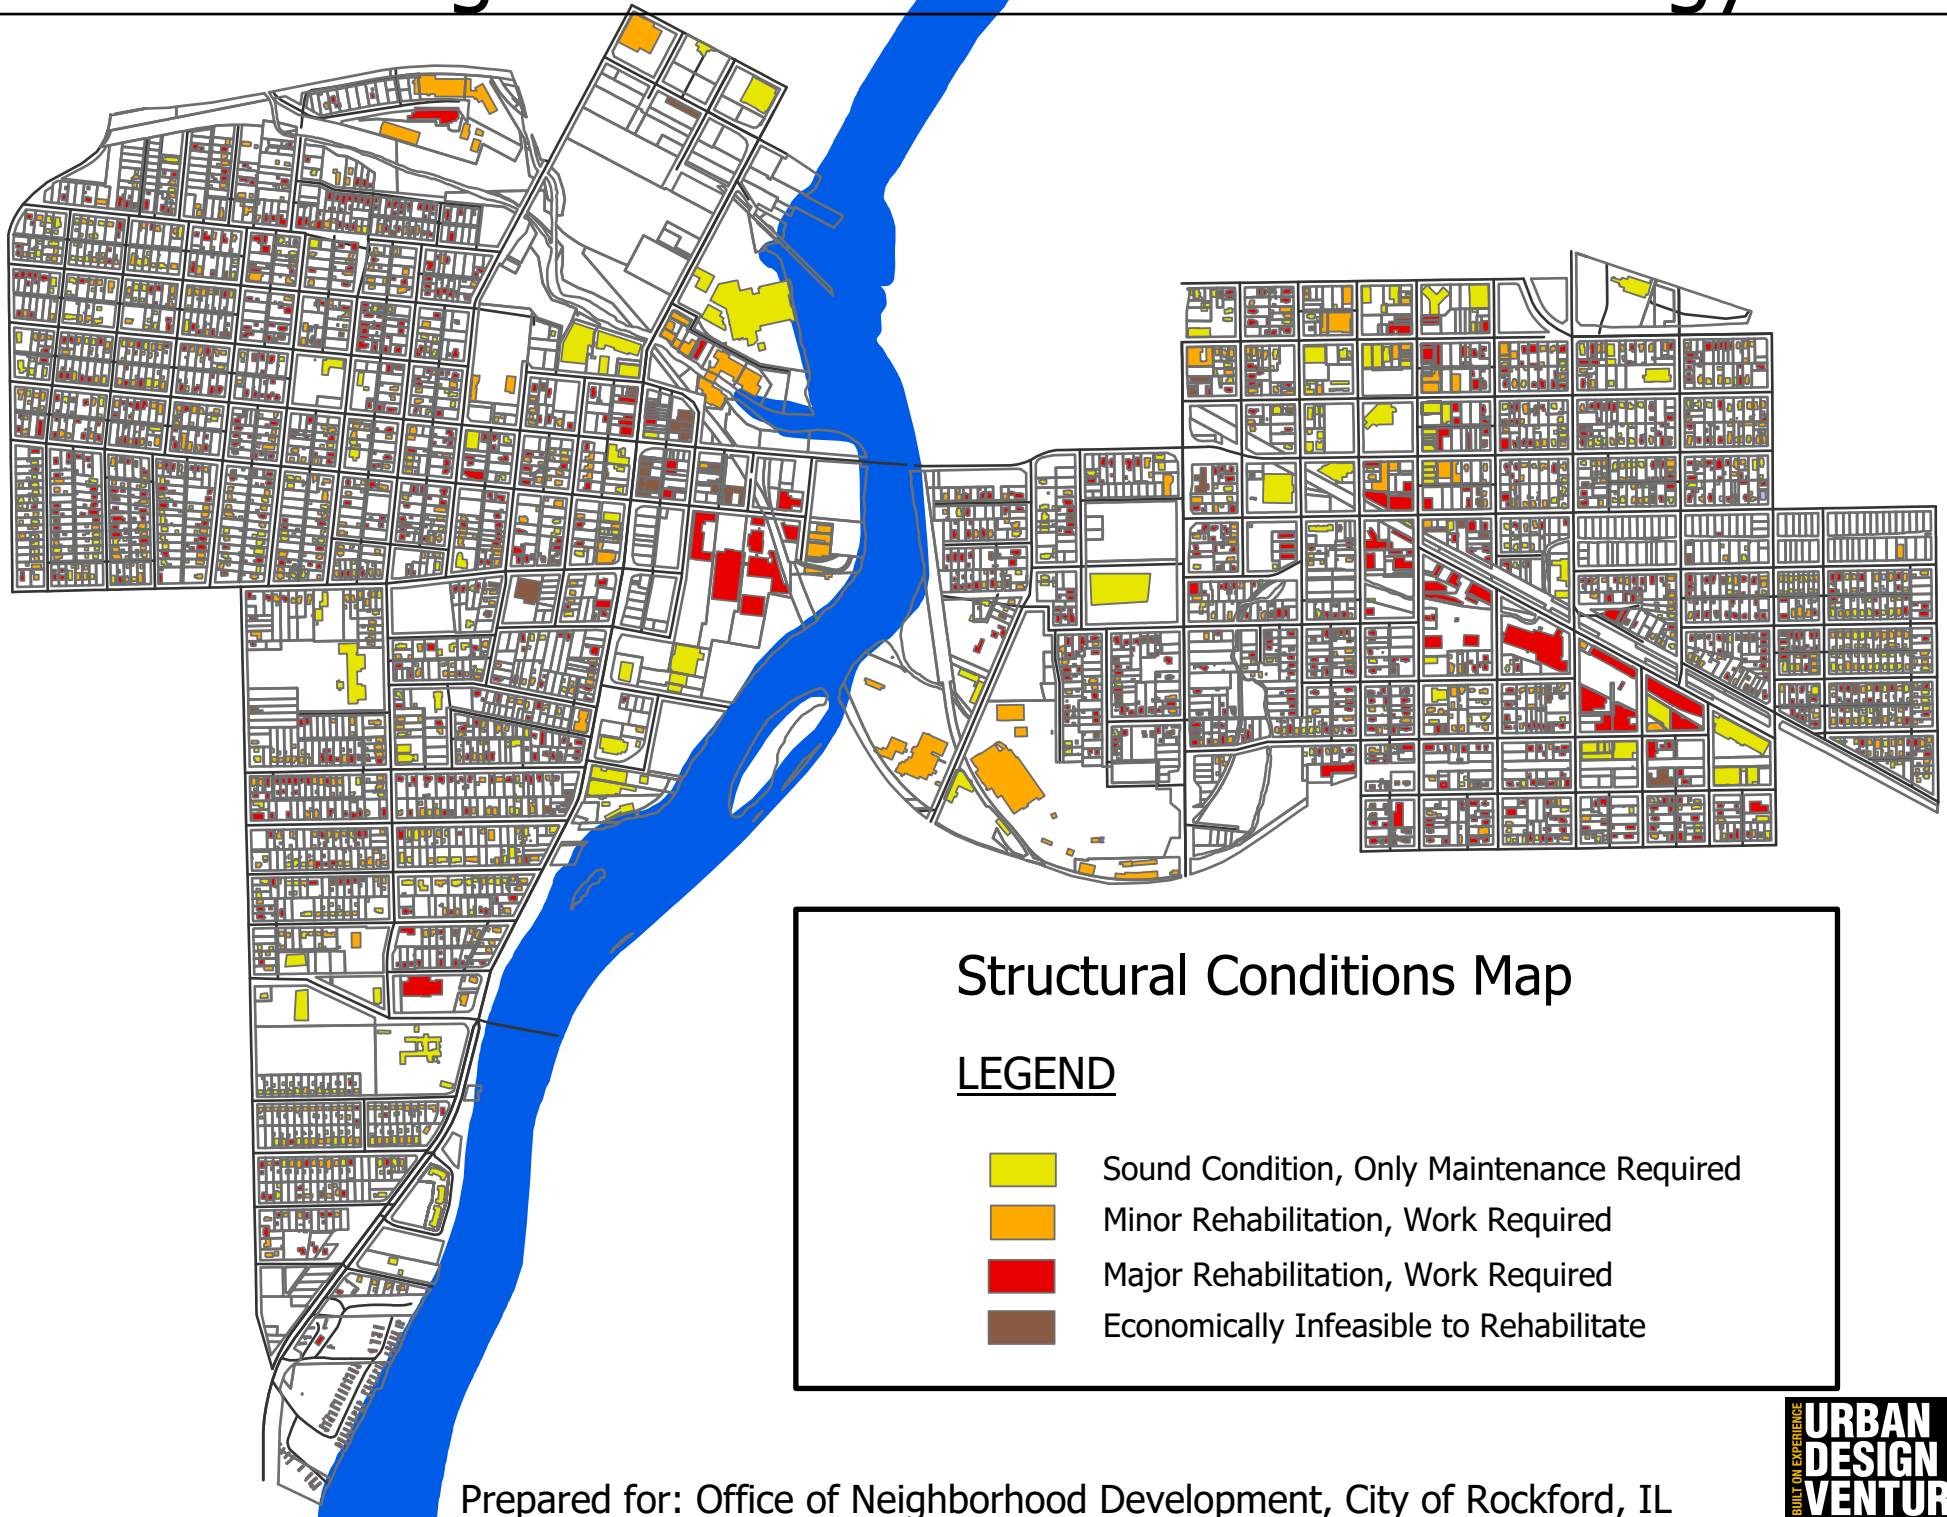 Structural Conditions Map
LEGEND
Sound Condition, Only Maintenance Required
Minor Rehabilitation, Work Required
Major Rehabilitation, Work Required
Economically Infeasible to Rehabilitate
Prepared for: Office of Neighborhood Development, City of Rockford, IL
BUILT ON EXPERIENCE
URBAN
DESIGN
VENTUR